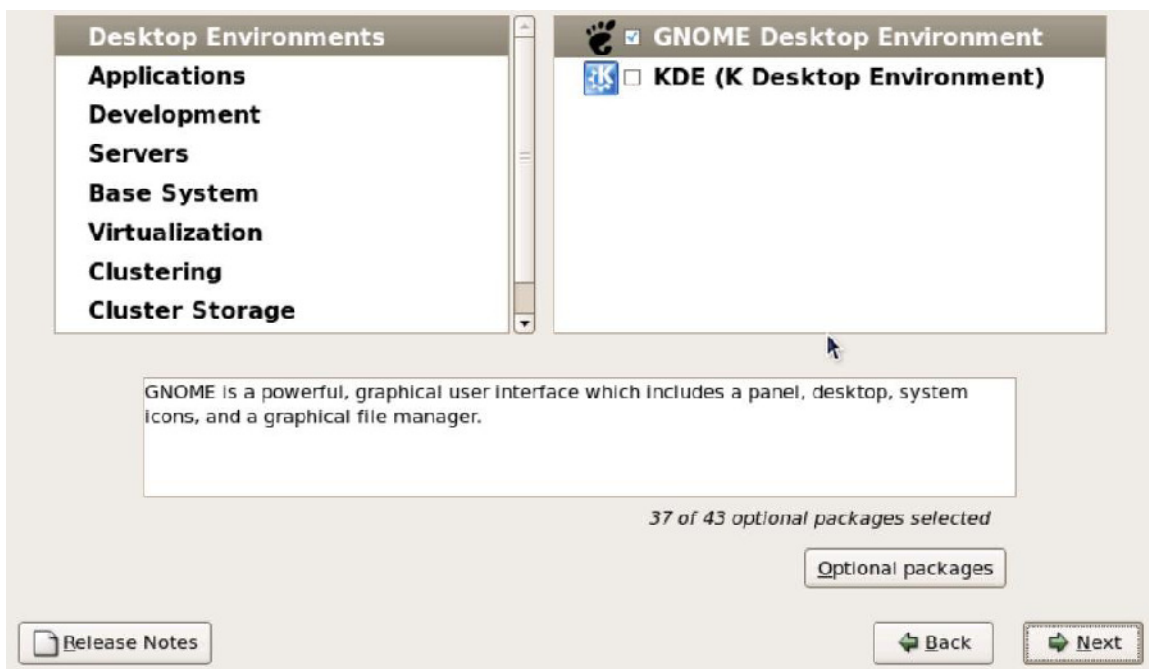 Desktop Environments
Applications
Development
Servers
Base System
Virtualization
Clustering
Cluster Storage
GNOME Desktop Environment
KDE (K Desktop Environment)
GNOME is a powerful, graphical user interface which includes a panel, desktop, system
icons, and a graphical file manager.
37 of 43 optional packages selected
Optional packages
Release Notes
Back
Next